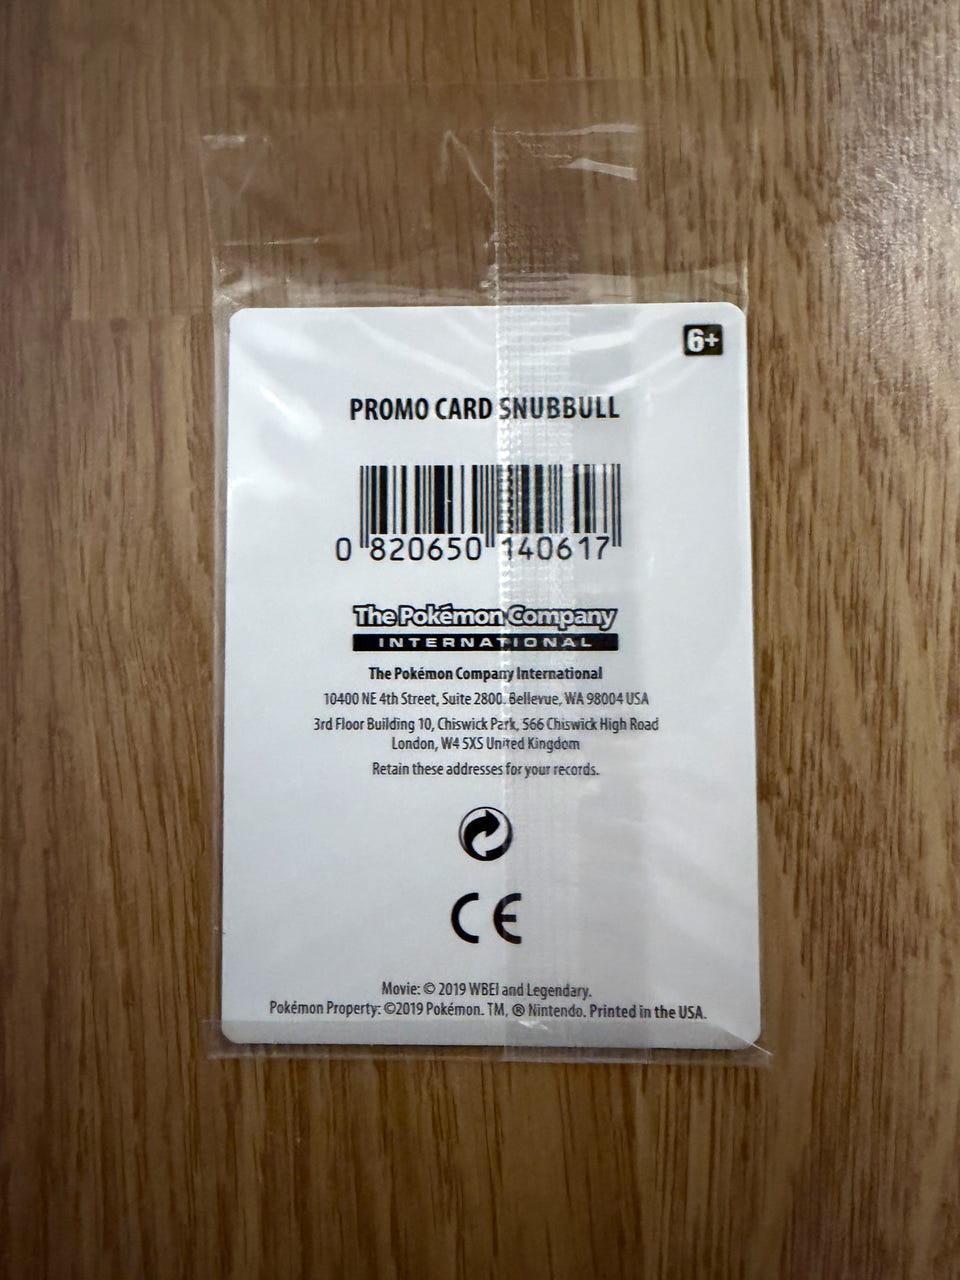 6+
PROMO CARD SNUBBULL
0 820650 140617
The Pokémon Company
INTERNATIONAL
The Pokémon Company International
10400 NE 4th Street, Suite 2800. Bellevue, WA 98004 USA
3rd Floor Building 10, Chiswick Park, 566 Chiswick High Road
London, W4 5XS United Kingdom
Retain these addresses for your records.
CE
Movie: © 2019 WBEI and Legendary.
Pokémon Property: ©2019 Pokémon. TM, ® Nintendo. Printed in the USA.